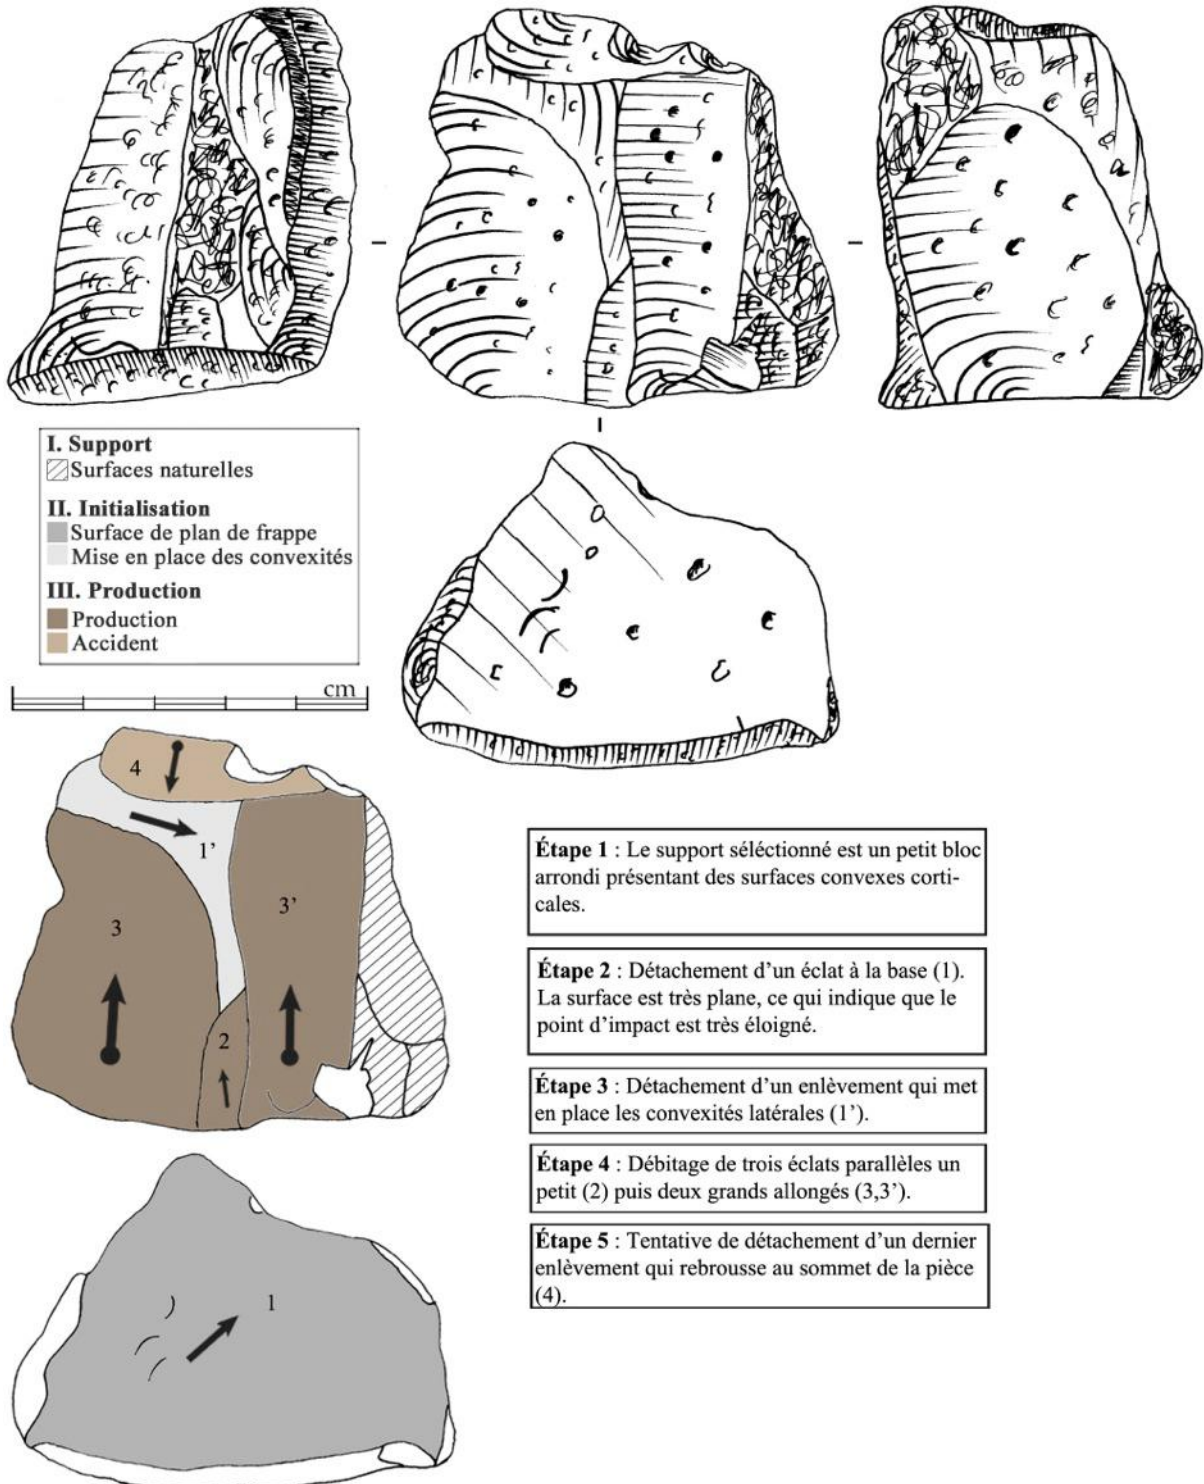 I. Support
Surfaces naturelles
II. Initialisation
Surface de plan de frappe
Mise en place des convexités
III. Production
Production
Accident
cm
4
1'
3
3'
2
1
Étape 1 : Le support séléctionné est un petit bloc
arrondi présentant des surfaces convexes corti-
cales.
Étape 2 : Détachement d'un éclat à la base (1).
La surface est très plane, ce qui indique que le
point d'impact est très éloigné.
Étape 3 : Détachement d'un enlèvement qui met
en place les convexités latérales (1').
Étape 4 : Débitage de trois éclats parallèles un
petit (2) puis deux grands allongés (3,3').
Étape 5 : Tentative de détachement d'un dernier
enlèvement qui rebrousse au sommet de la pièce
(4).